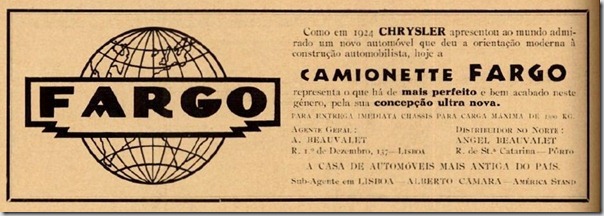 FARGO
Como em 1924 CHRYSLER apresentou ao mundo admi-
rado um novo automóvel que deu a orientação moderna à
construção automobilista, hoje a
CAMIONETTE FARGO
representa o que há de mais perfeito e bem acabado neste
género, pela sua concepção ultra nova.
PARA ENTREGA IMEDIATA CHASSIS PARA CARGA MÁXIMA DE KG.
Agente Geral:
A. BEAUVALET
R. 1.º de Dezembro, 137—Lisboa
Distribuidor no Norte:
ANGEL BEAUVALET
R. de St.ª Catarina—Pôrto
A CASA DE AUTOMÓVEIS MAIS ANTIGA DO PAÍS.
Sub-Agente em LISBOA—ALBERTO CÂMARA—América Stand